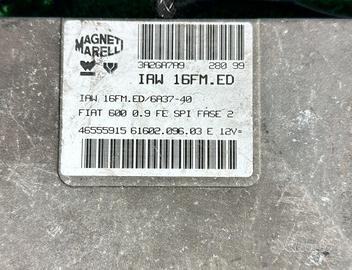 MAGNETI
MARELLI
3A2GA7A9 280 99
IAW 16FM.ED
IAW 16FM.ED/6A37-40
FIAT 600 0.9 FE SPI FASE 2
46555915 61602.096.03 E 12V=